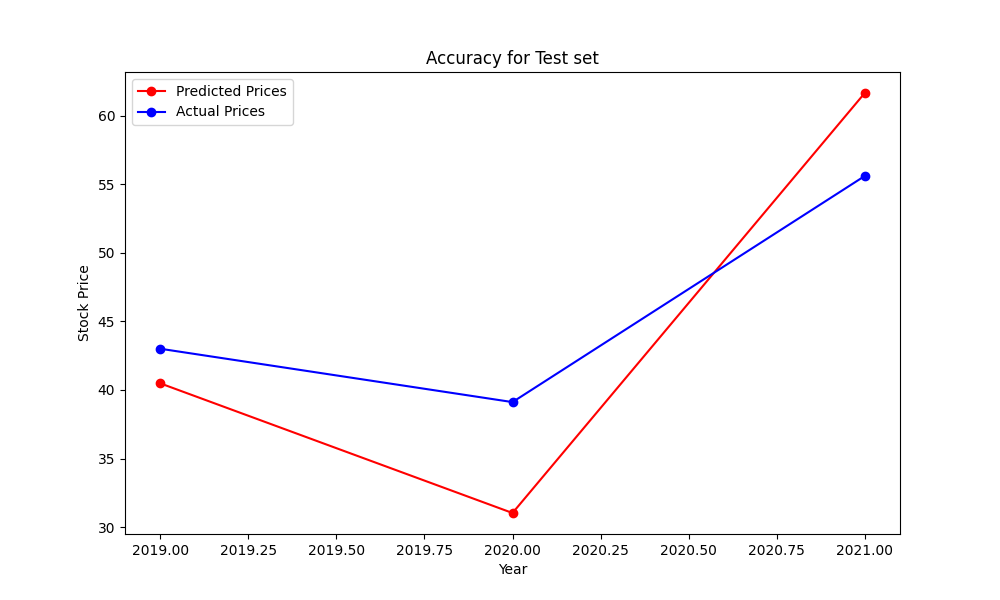 Accuracy for Test set
Predicted Prices
Actual Prices
60
55
50
45
40
35
30
Stock Price
2019.00 2019.25 2019.50 2019.75 2020.00 2020.25 2020.50 2020.75 2021.00
Year